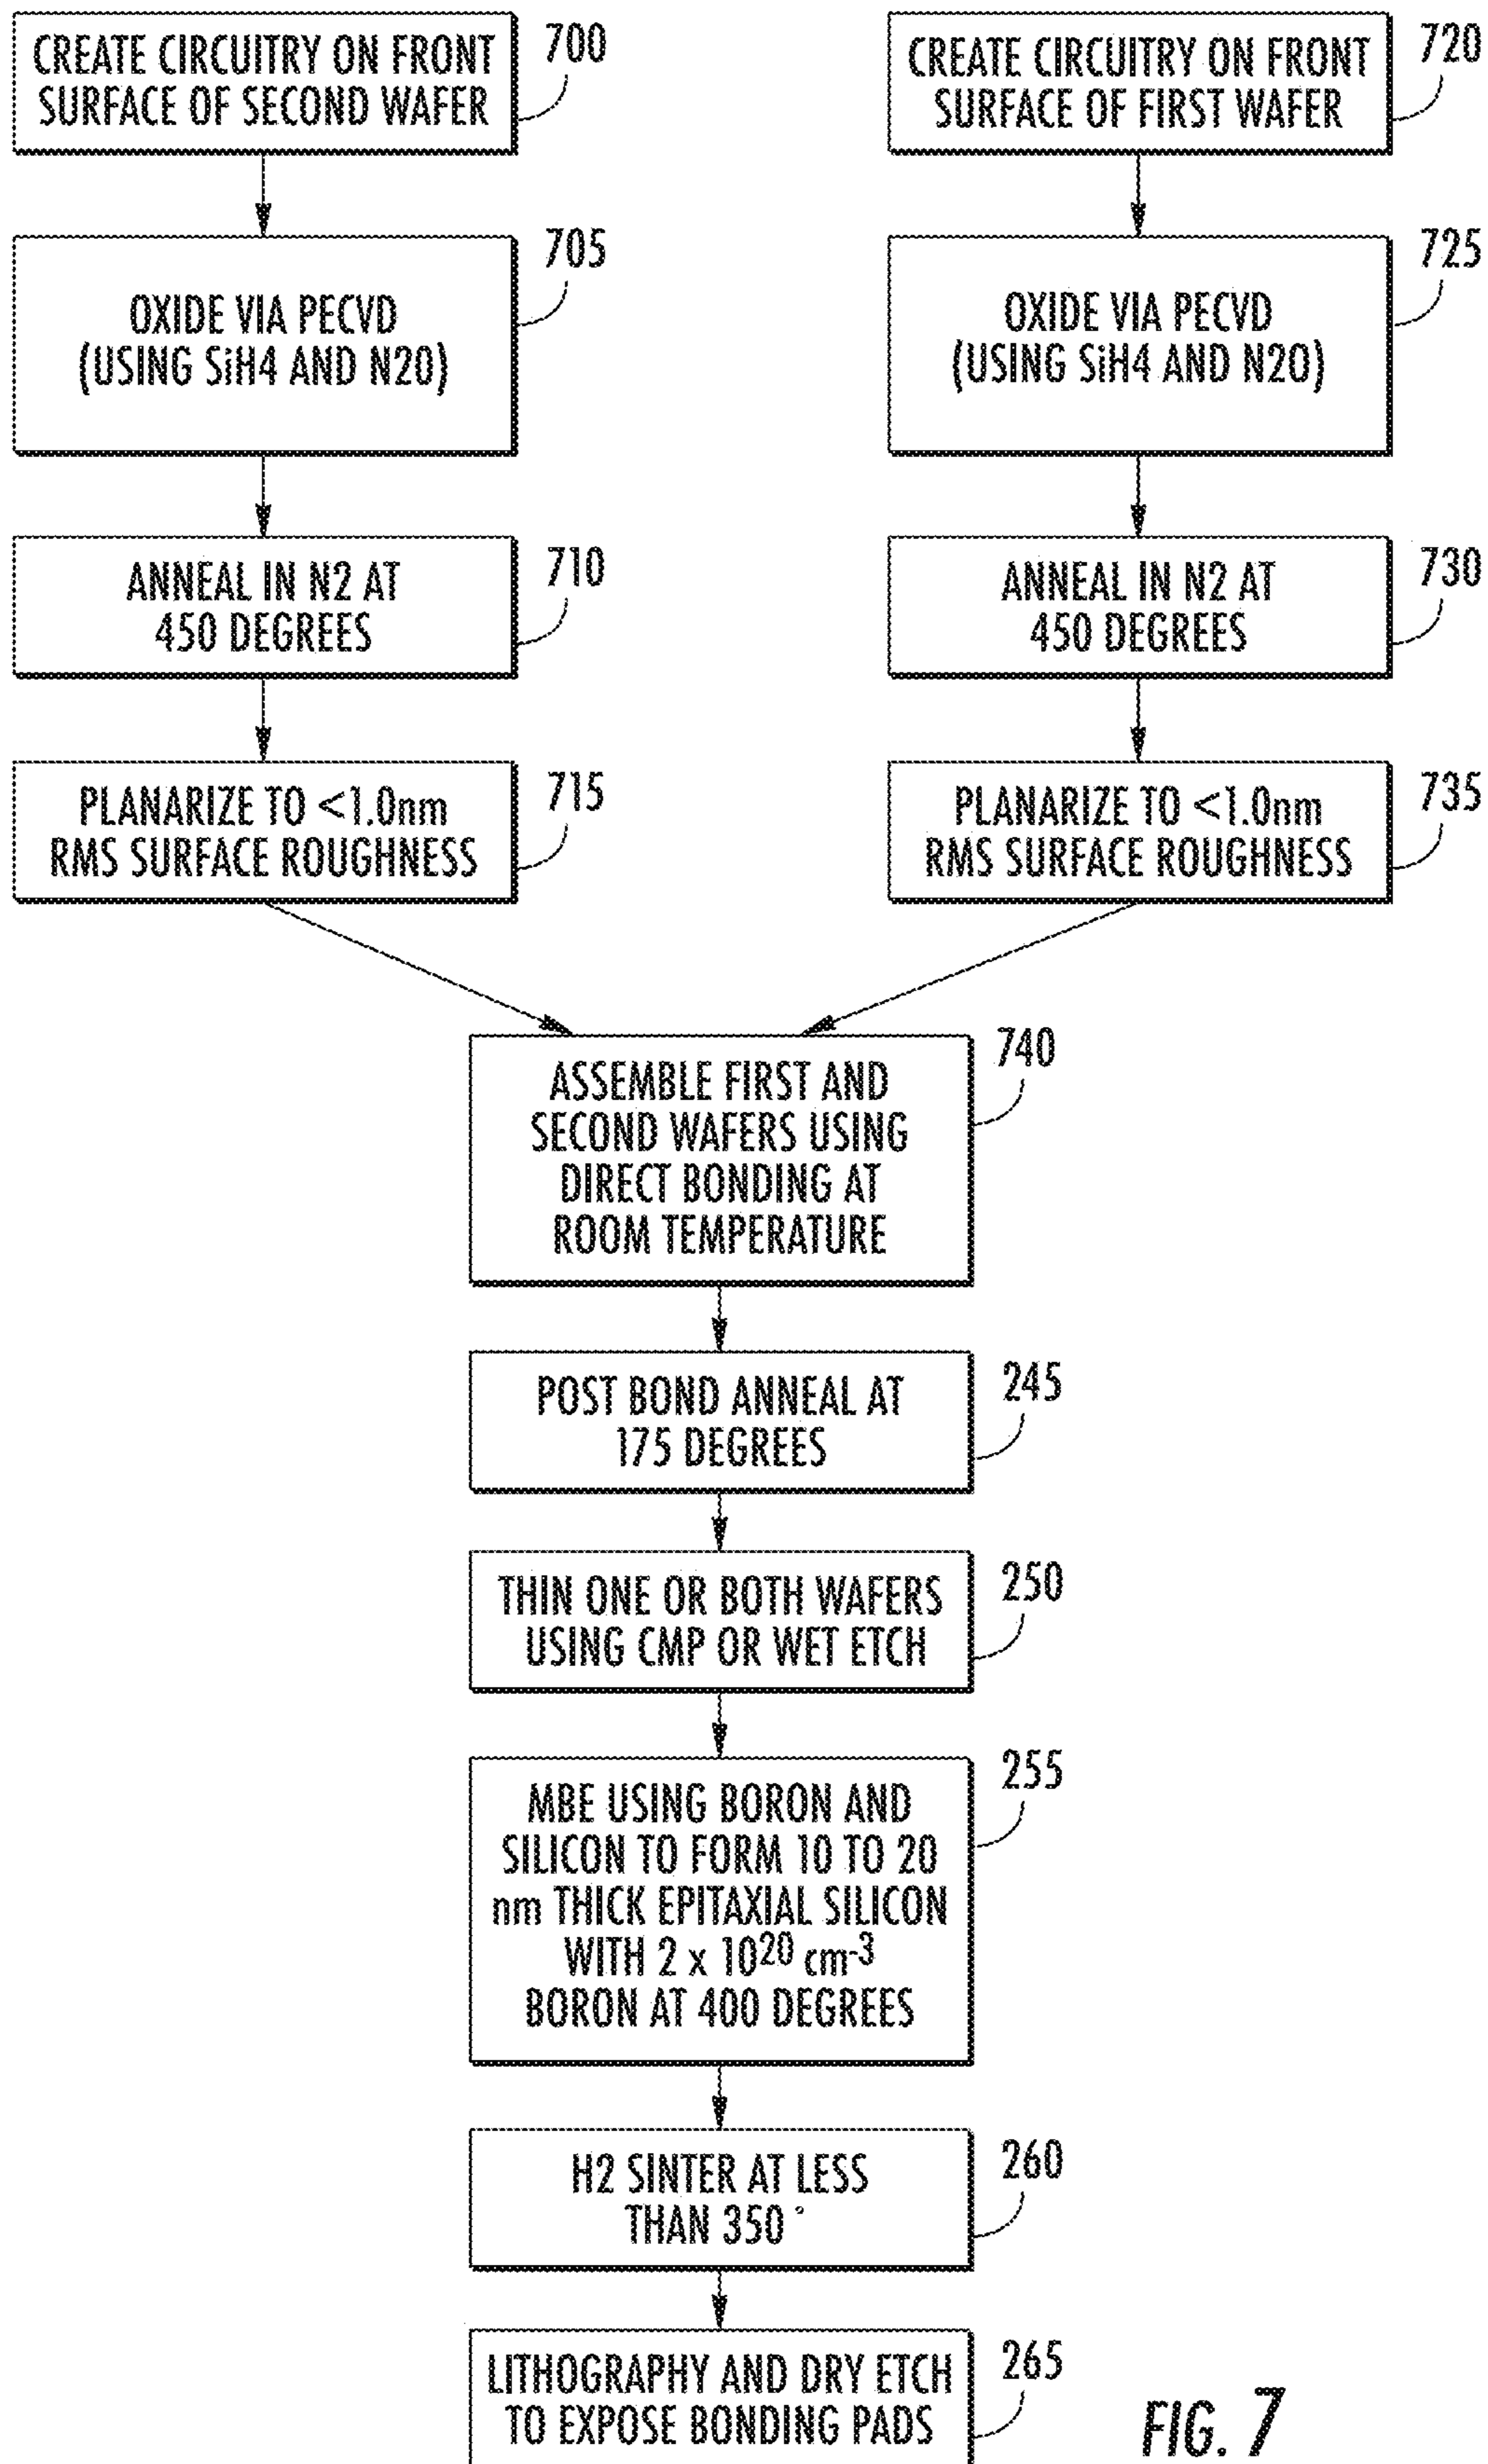 CREATE CIRCUITRY ON FRONT
SURFACE OF SECOND WAFER
700
OXIDE VIA PECVD
(USING SiH4 AND N2O)
705
ANNEAL IN N2 AT
450 DEGREES
710
PLANARIZE TO <1.0nm
RMS SURFACE ROUGHNESS
715
CREATE CIRCUITRY ON FRONT
SURFACE OF FIRST WAFER
720
OXIDE VIA PECVD
(USING SiH4 AND N2O)
725
ANNEAL IN N2 AT
450 DEGREES
730
PLANARIZE TO <1.0nm
RMS SURFACE ROUGHNESS
735
ASSEMBLE FIRST AND
SECOND WAFERS USING
DIRECT BONDING AT
ROOM TEMPERATURE
740
POST BOND ANNEAL AT
175 DEGREES
245
THIN ONE OR BOTH WAFERS
USING CMP OR WET ETCH
250
MBE USING BORON AND
SILICON TO FORM 10 TO 20
nm THICK EPITAXIAL SILICON
WITH 2 x 10²⁰ cm⁻³
BORON AT 400 DEGREES
255
H2 SINTER AT LESS
THAN 350°
260
LITHOGRAPHY AND DRY ETCH
TO EXPOSE BONDING PADS
265
FIG. 7